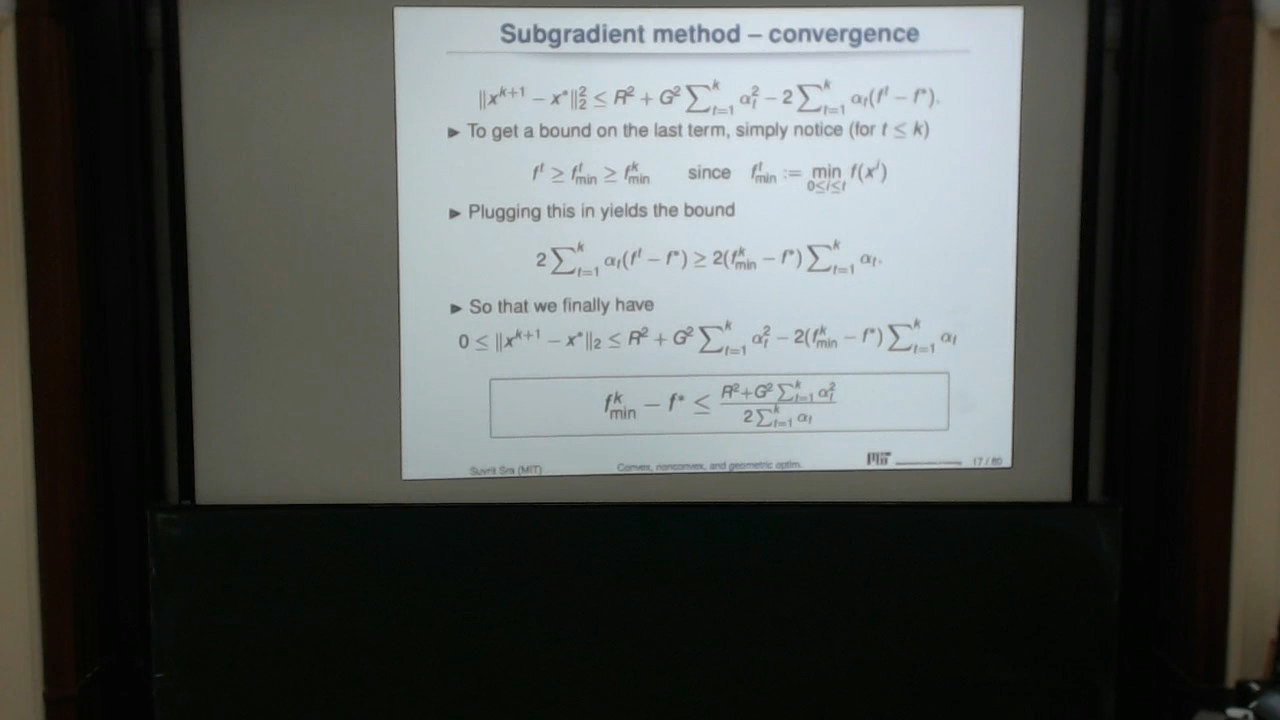 Subgradient method – convergence
‖x^{k+1} − x*‖₂² ≤ R² + G² ∑_{t=1}^{k} α_t² − 2 ∑_{t=1}^{k} α_t(f^t − f*).
▶ To get a bound on the last term, simply notice (for t ≤ k)
f^t ≥ f^t_min ≥ f^k_min since f^t_min := min_{0≤i≤t} f(x^i)
▶ Plugging this in yields the bound
2 ∑_{t=1}^{k} α_t(f^t − f*) ≥ 2(f^k_min − f*) ∑_{t=1}^{k} α_t.
▶ So that we finally have
0 ≤ ‖x^{k+1} − x*‖₂ ≤ R² + G² ∑_{t=1}^{k} α_t² − 2(f^k_min − f*) ∑_{t=1}^{k} α_t
f^k_min − f* ≤ (R² + G² ∑_{t=1}^{k} α_t²) / (2 ∑_{t=1}^{k} α_t)
Suvrit Sra (MIT) Convex, nonconvex, and geometric optim. MIT 17 / 60